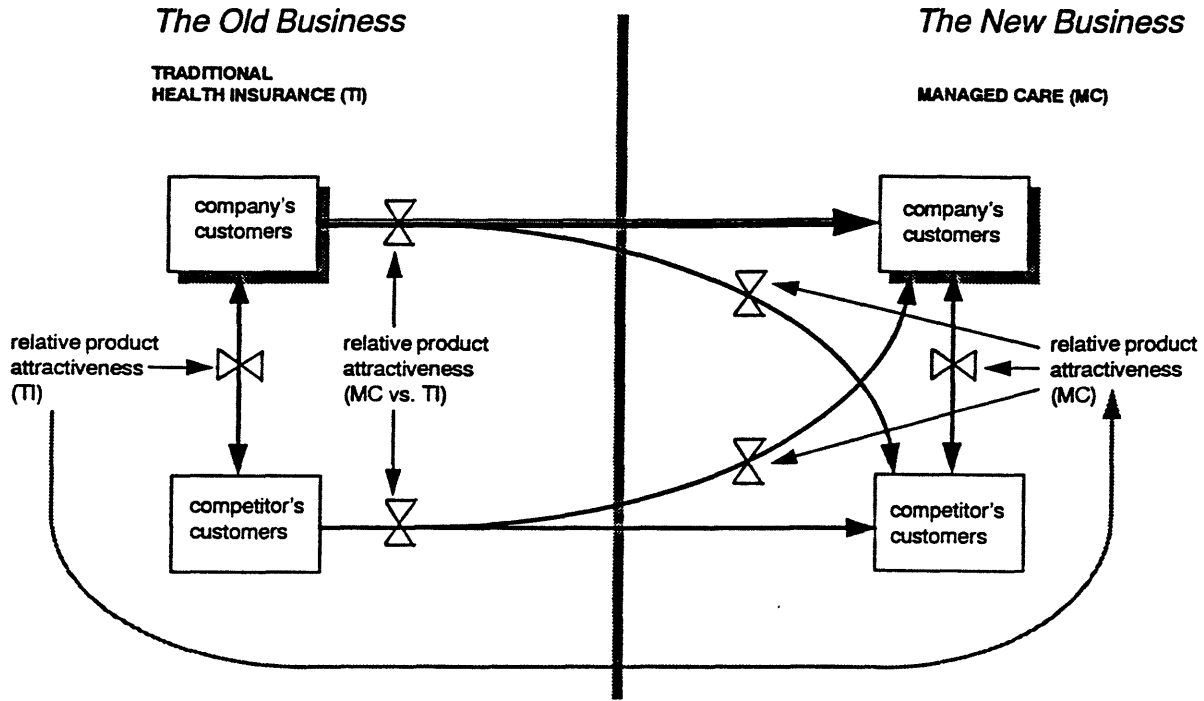 The Old Business
The New Business
TRADITIONAL
HEALTH INSURANCE (TI)
MANAGED CARE (MC)
company's
customers
company's
customers
relative product
attractiveness
(TI)
relative product
attractiveness
(MC vs. TI)
relative product
attractiveness
(MC)
competitor's
customers
competitor's
customers